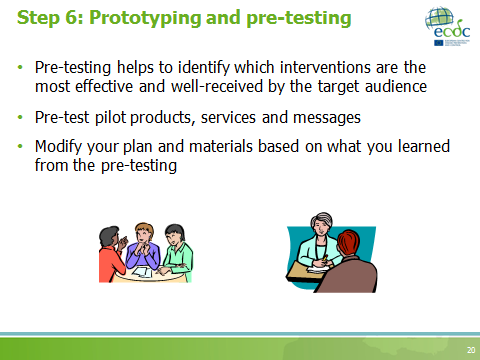 Step 6: Prototyping and pre-testing
ecdc
• Pre-testing helps to identify which interventions are the
most effective and well-received by the target audience
• Pre-test pilot products, services and messages
• Modify your plan and materials based on what you learned
from the pre-testing
20